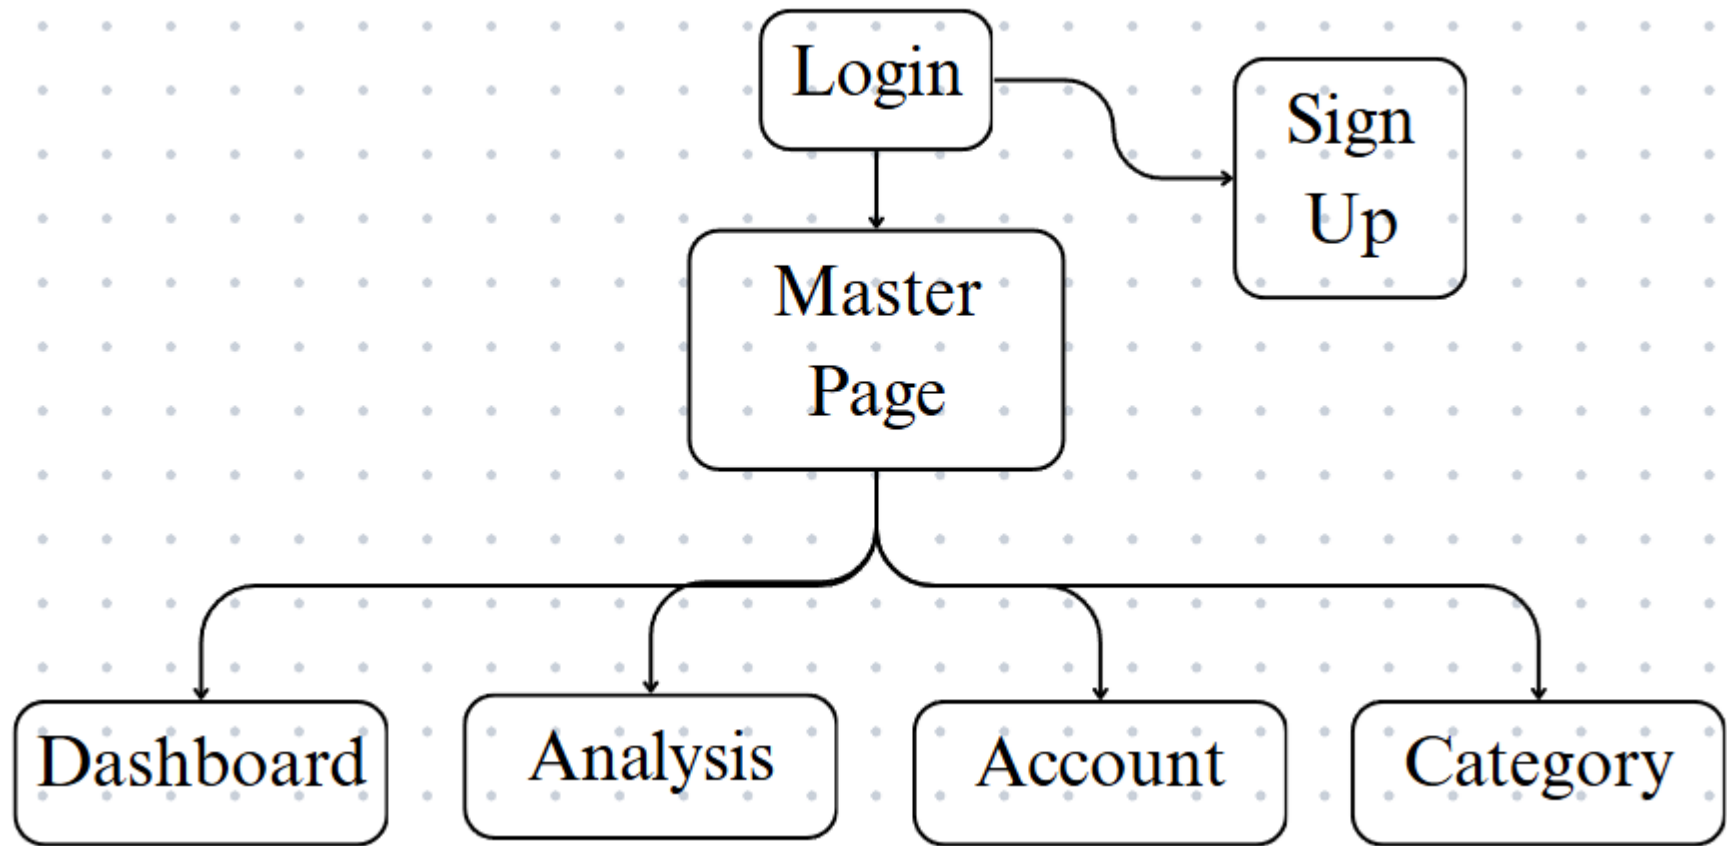 Login
Sign
Up
Master
Page
Dashboard
Analysis
Account
Category